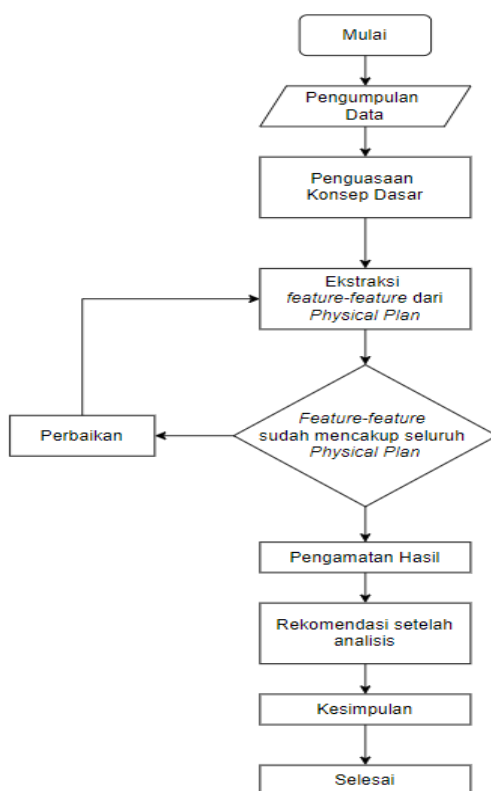 Mulai
Pengumpulan
Data
Penguasaan
Konsep Dasar
Ekstraksi
feature-feature dari
Physical Plan
Feature-feature
sudah mencakup seluruh
Physical Plan
Perbaikan
Pengamatan Hasil
Rekomendasi setelah
analisis
Kesimpulan
Selesai